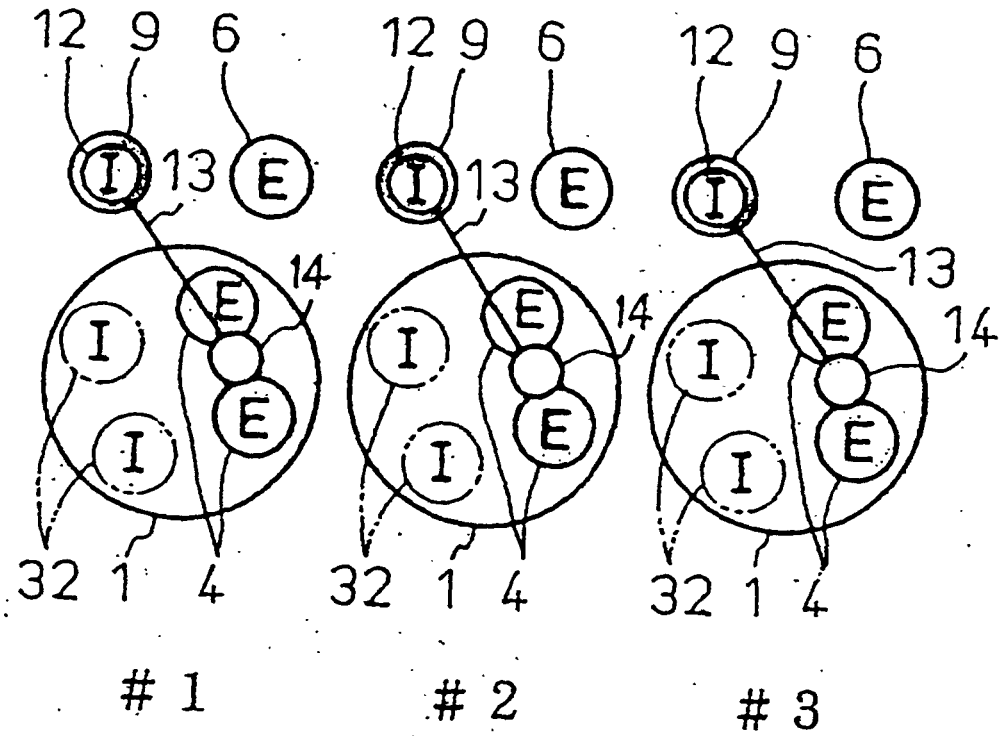 12 9 6 12 9 6 12 9 6
I 13 E I 13 E I E
13
E 14 E 14 E 14
I I I
E E E
I I I
32 1 4 32 1 4 32 1 4
# 1 # 2 # 3